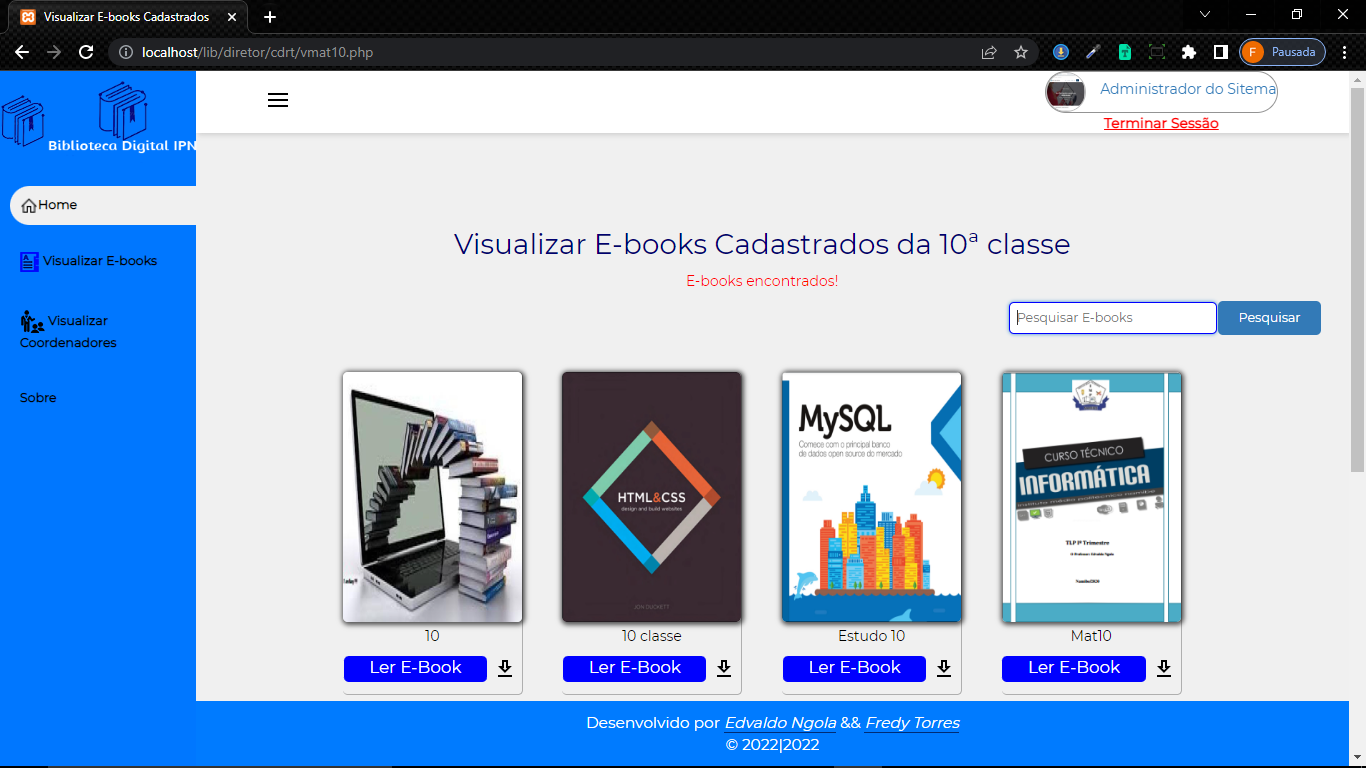 Visualizar E-books Cadastrados
localhost/lib/diretor/cdrt/vmat10.php
F Pausada
Biblioteca Digital IPN
Administrador do Sitema
Terminar Sessão
Home
Visualizar E-books
Visualizar
Coordenadores
Sobre
Visualizar E-books Cadastrados da 10ª classe
E-books encontrados!
Pesquisar E-books
Pesquisar
HTML&CSS
design and build websites
JON DUCKETT
MySQL
Comece com o principal banco
de dados open source do mercado
CURSO TÉCNICO
INFORMÁTICA
TLP 1º Trimestre
10
10 classe
Estudo 10
Mat10
Ler E-Book
Ler E-Book
Ler E-Book
Ler E-Book
Desenvolvido por Edvaldo Ngola && Fredy Torres
© 2022|2022